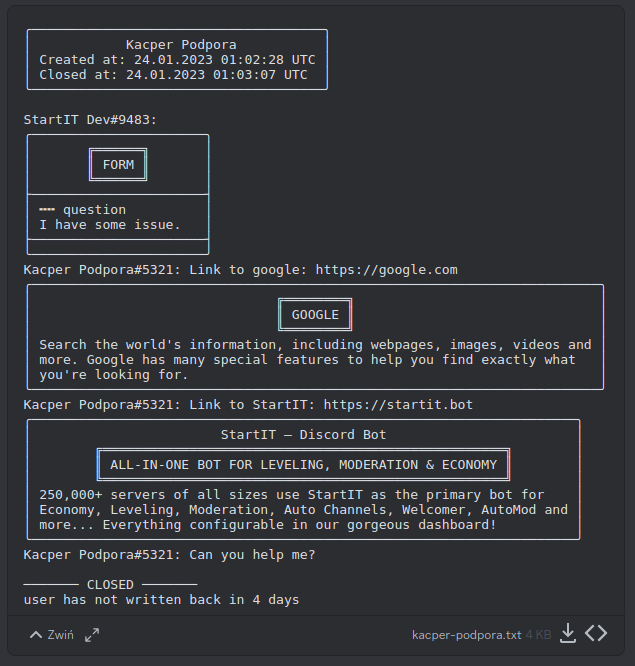 Kacper Podpora
Created at: 24.01.2023 01:02:28 UTC
Closed at: 24.01.2023 01:03:07 UTC
StartIT Dev#9483:
FORM
╍╍ question
I have some issue.
Kacper Podpora#5321: Link to google: https://google.com
GOOGLE
Search the world's information, including webpages, images, videos and
more. Google has many special features to help you find exactly what
you're looking for.
Kacper Podpora#5321: Link to StartIT: https://startit.bot
StartIT – Discord Bot
ALL-IN-ONE BOT FOR LEVELING, MODERATION & ECONOMY
250,000+ servers of all sizes use StartIT as the primary bot for
Economy, Leveling, Moderation, Auto Channels, Welcomer, AutoMod and
more... Everything configurable in our gorgeous dashboard!
Kacper Podpora#5321: Can you help me?
─────── CLOSED ───────
user has not written back in 4 days
Zwiń kacper-podpora.txt 4 KB